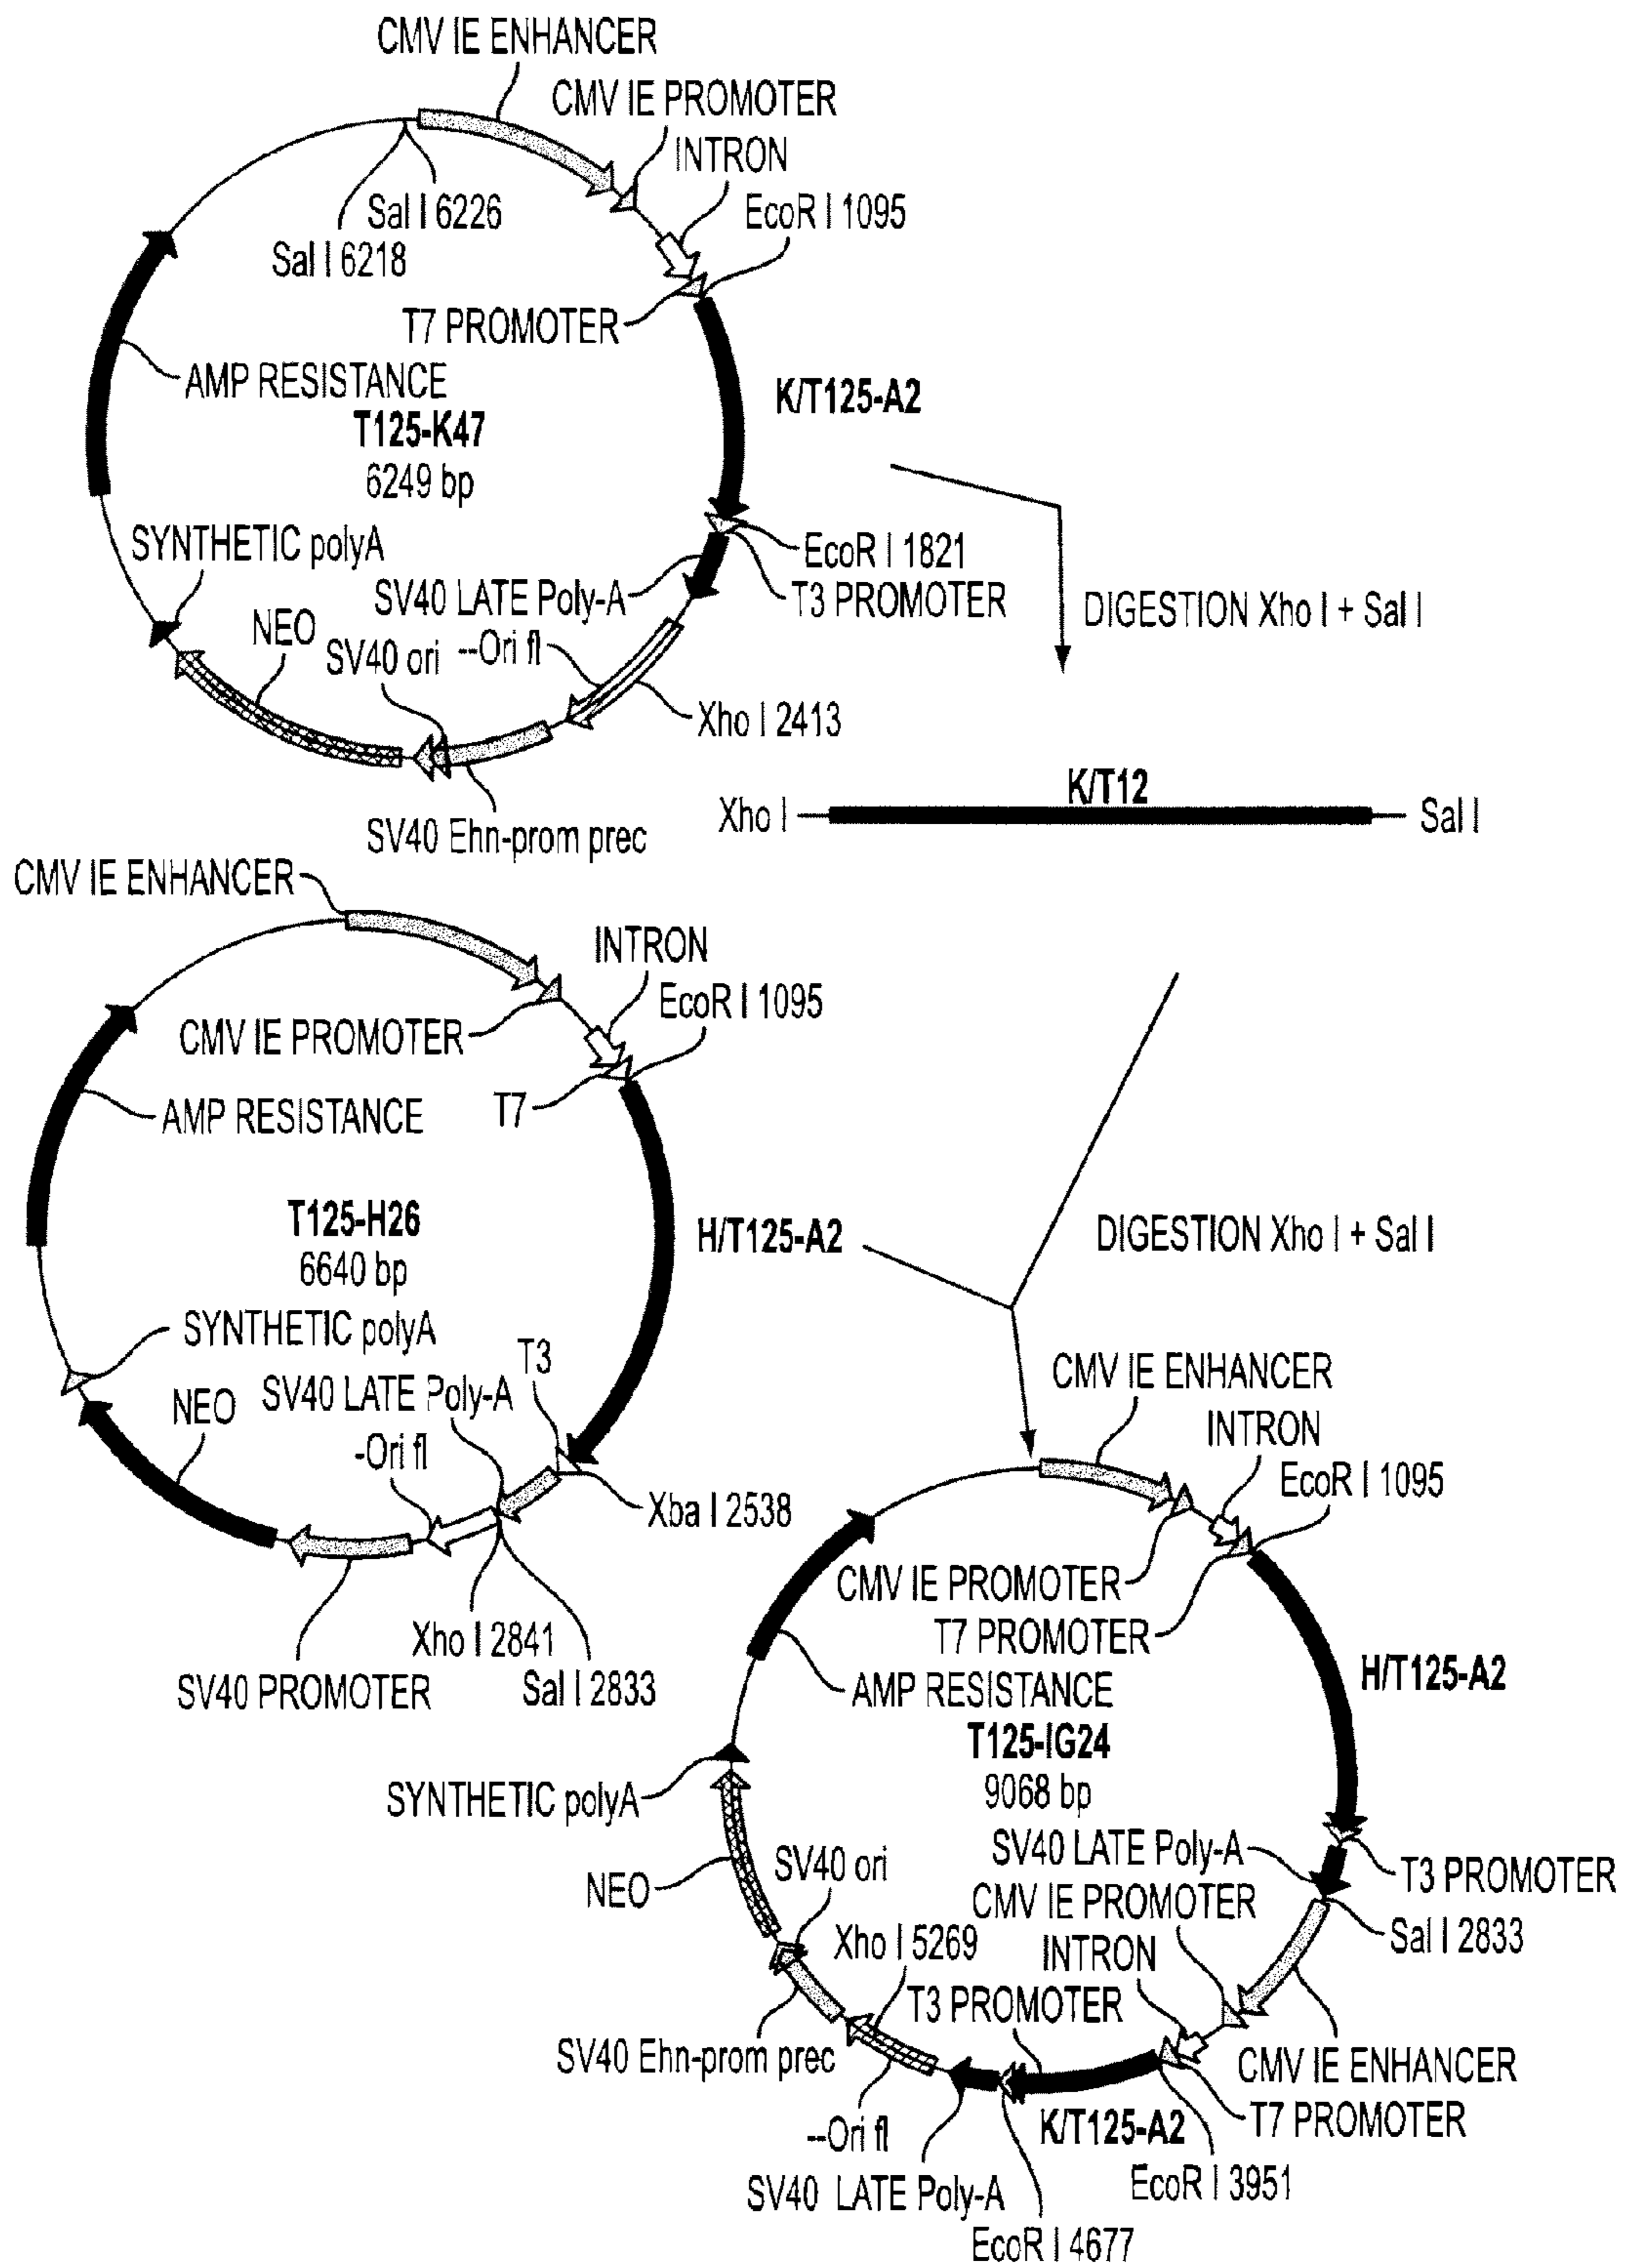 CMV IE ENHANCER
CMV IE PROMOTER
INTRON
EcoR I 1095
Sal I 6226
Sal I 6218
T7 PROMOTER
AMP RESISTANCE
T125-K47
6249 bp
K/T125-A2
SYNTHETIC polyA
EcoR I 1821
T3 PROMOTER
SV40 LATE Poly-A
NEO
SV40 ori
--Ori fl
Xho I 2413
SV40 Ehn-prom prec
DIGESTION Xho I + Sal I
K/T12
Xho I
Sal I
CMV IE ENHANCER
INTRON
EcoR I 1095
CMV IE PROMOTER
T7
AMP RESISTANCE
T125-H26
6640 bp
H/T125-A2
DIGESTION Xho I + Sal I
SYNTHETIC polyA
T3
SV40 LATE Poly-A
NEO
-Ori fl
Xba I 2538
Xho I 2841
SV40 PROMOTER
Sal I 2833
CMV IE ENHANCER
INTRON
EcoR I 1095
CMV IE PROMOTER
T7 PROMOTER
AMP RESISTANCE
H/T125-A2
T125-IG24
9068 bp
SYNTHETIC polyA
SV40 LATE Poly-A
T3 PROMOTER
NEO
SV40 ori
CMV IE PROMOTER
Sal I 2833
Xho I 5269
INTRON
T3 PROMOTER
SV40 Ehn-prom prec
CMV IE ENHANCER
T7 PROMOTER
--Ori fl
K/T125-A2
EcoR I 3951
SV40 LATE Poly-A
EcoR I 4677